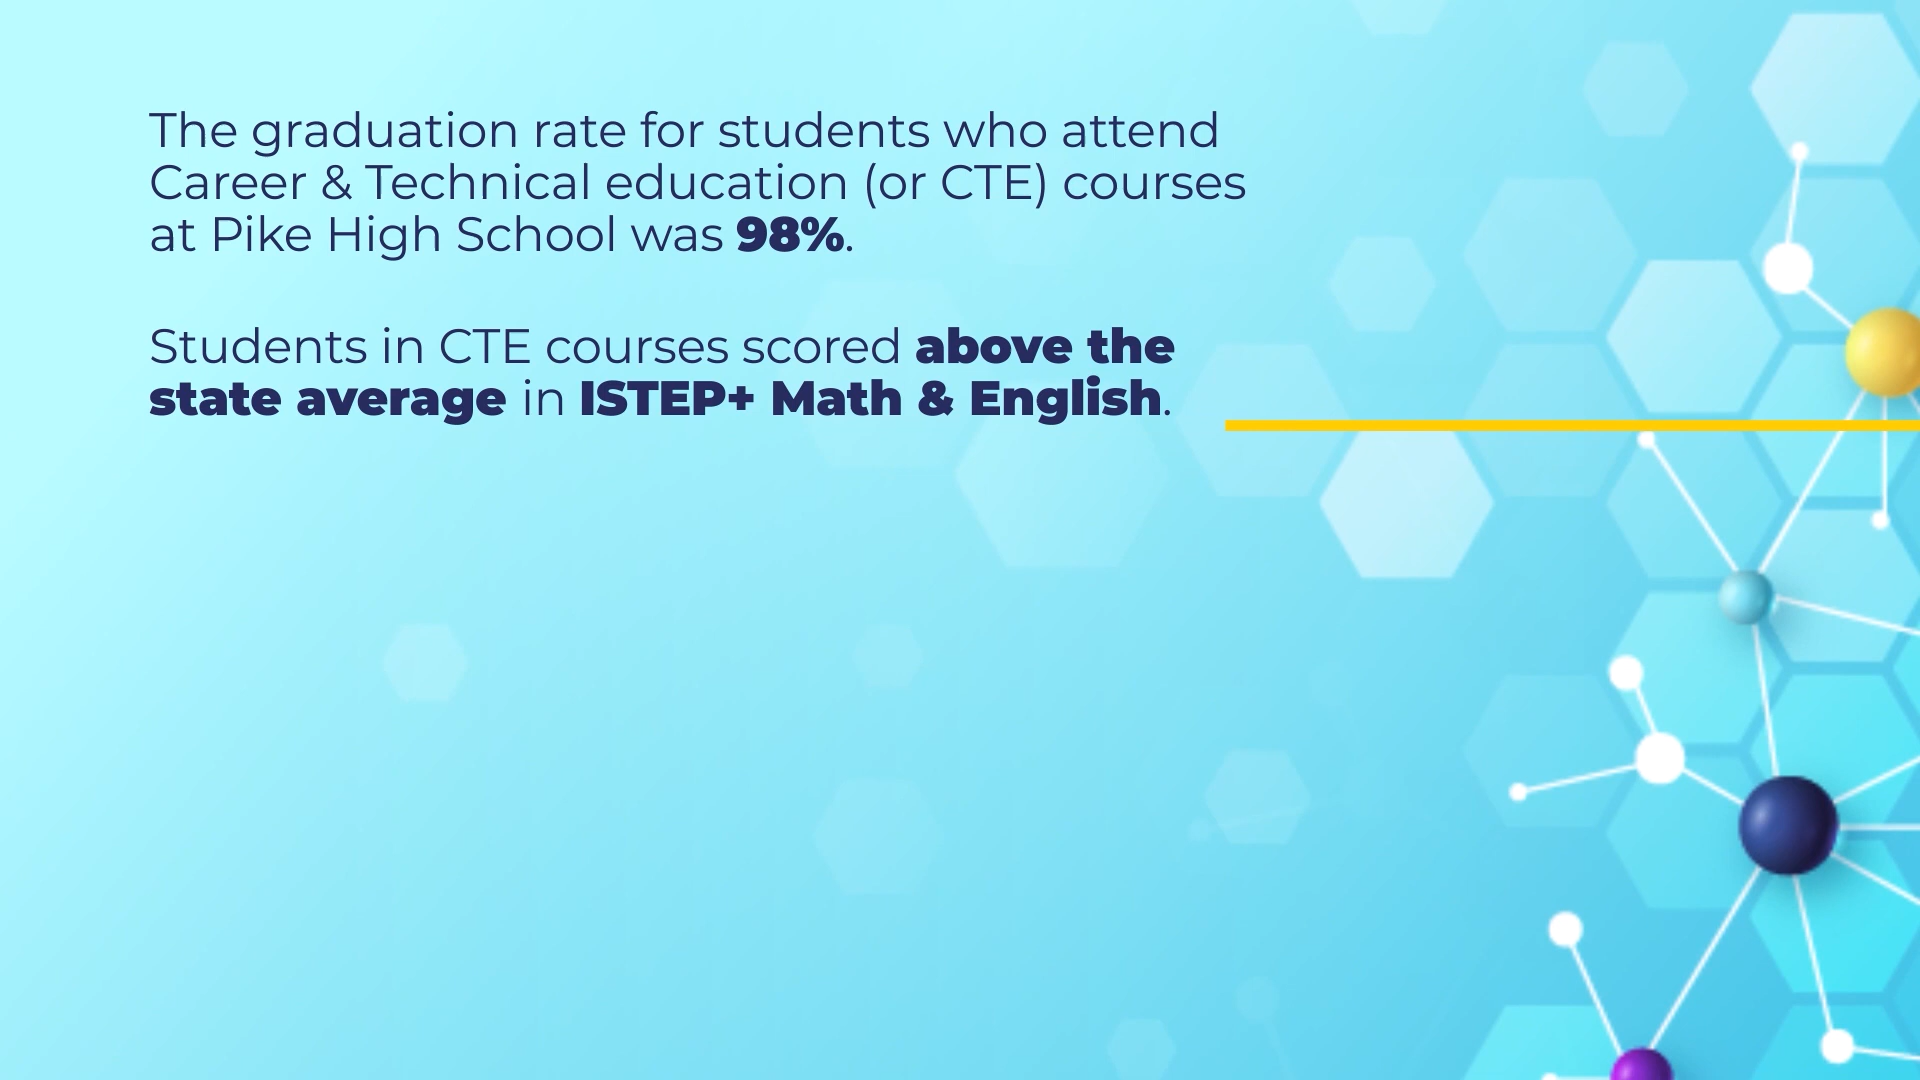 The graduation rate for students who attend
Career & Technical education (or CTE) courses
at Pike High School was 98%.
Students in CTE courses scored above the
state average in ISTEP+ Math & English.